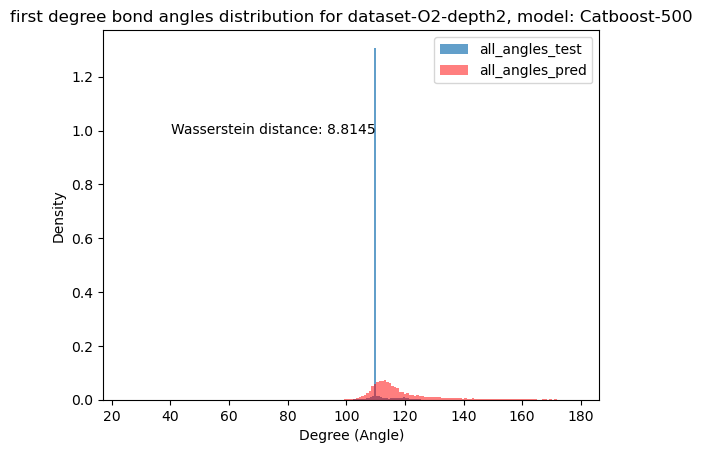 first degree bond angles distribution for dataset-O2-depth2, model: Catboost-500
all_angles_test
all_angles_pred
Wasserstein distance: 8.8145
Density
1.2
1.0
0.8
0.6
0.4
0.2
0.0
20 40 60 80 100 120 140 160 180
Degree (Angle)